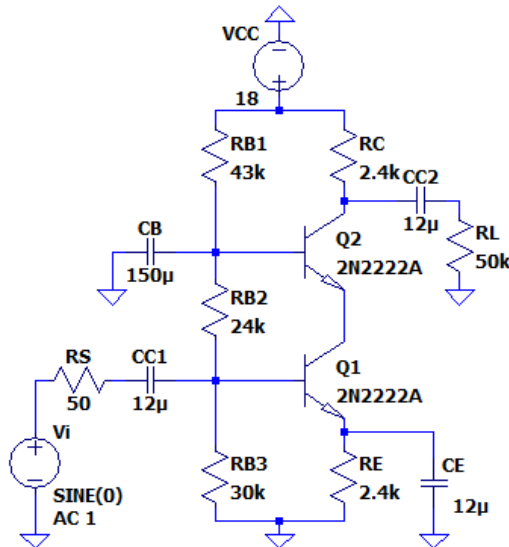 VCC
18
RB1
43k
RC
2.4k
CC2
12µ
RL
50k
CB
150µ
Q2
2N2222A
RB2
24k
RS
50
CC1
12µ
Q1
2N2222A
Vi
SINE(0)
AC 1
RB3
30k
RE
2.4k
CE
12µ